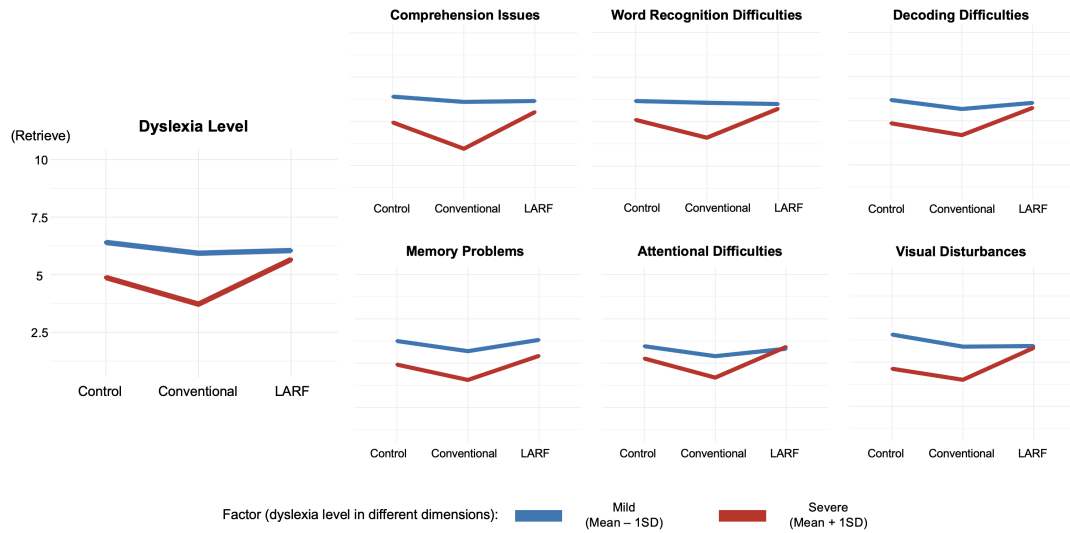 Comprehension Issues
Word Recognition Difficulties
Decoding Difficulties
Control Conventional LARF
Control Conventional LARF
Control Conventional LARF
(Retrieve)
Dyslexia Level
10
7.5
5
2.5
Control Conventional LARF
Memory Problems
Attentional Difficulties
Visual Disturbances
Control Conventional LARF
Control Conventional LARF
Control Conventional LARF
Factor (dyslexia level in different dimensions):
Mild
(Mean – 1SD)
Severe
(Mean + 1SD)